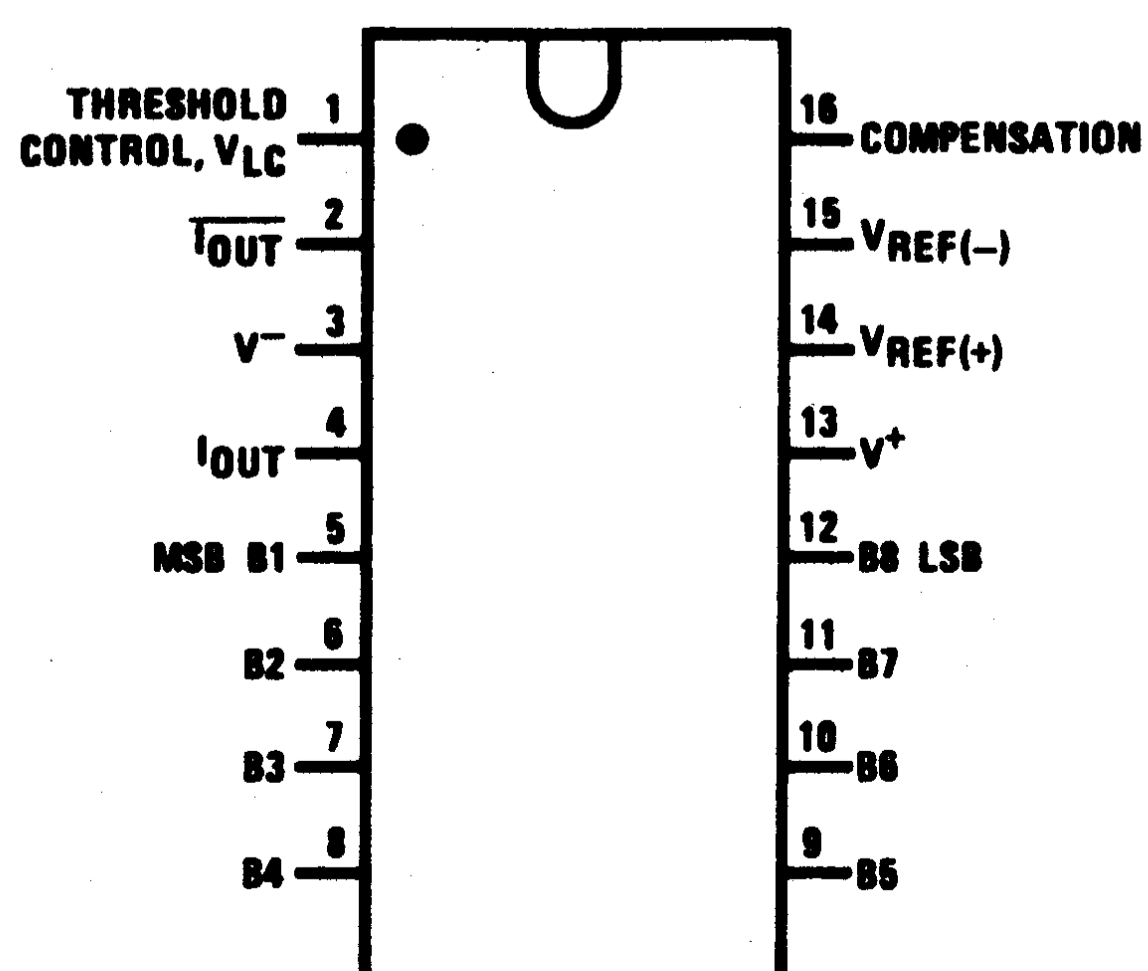 THRESHOLD
CONTROL, VLC
1
16
COMPENSATION
2
I̅O̅U̅T̅
15
VREF(−)
3
V−
14
VREF(+)
4
IOUT
13
V+
5
MSB B1
12
B8 LSB
6
B2
11
B7
7
B3
10
B6
8
B4
9
B5